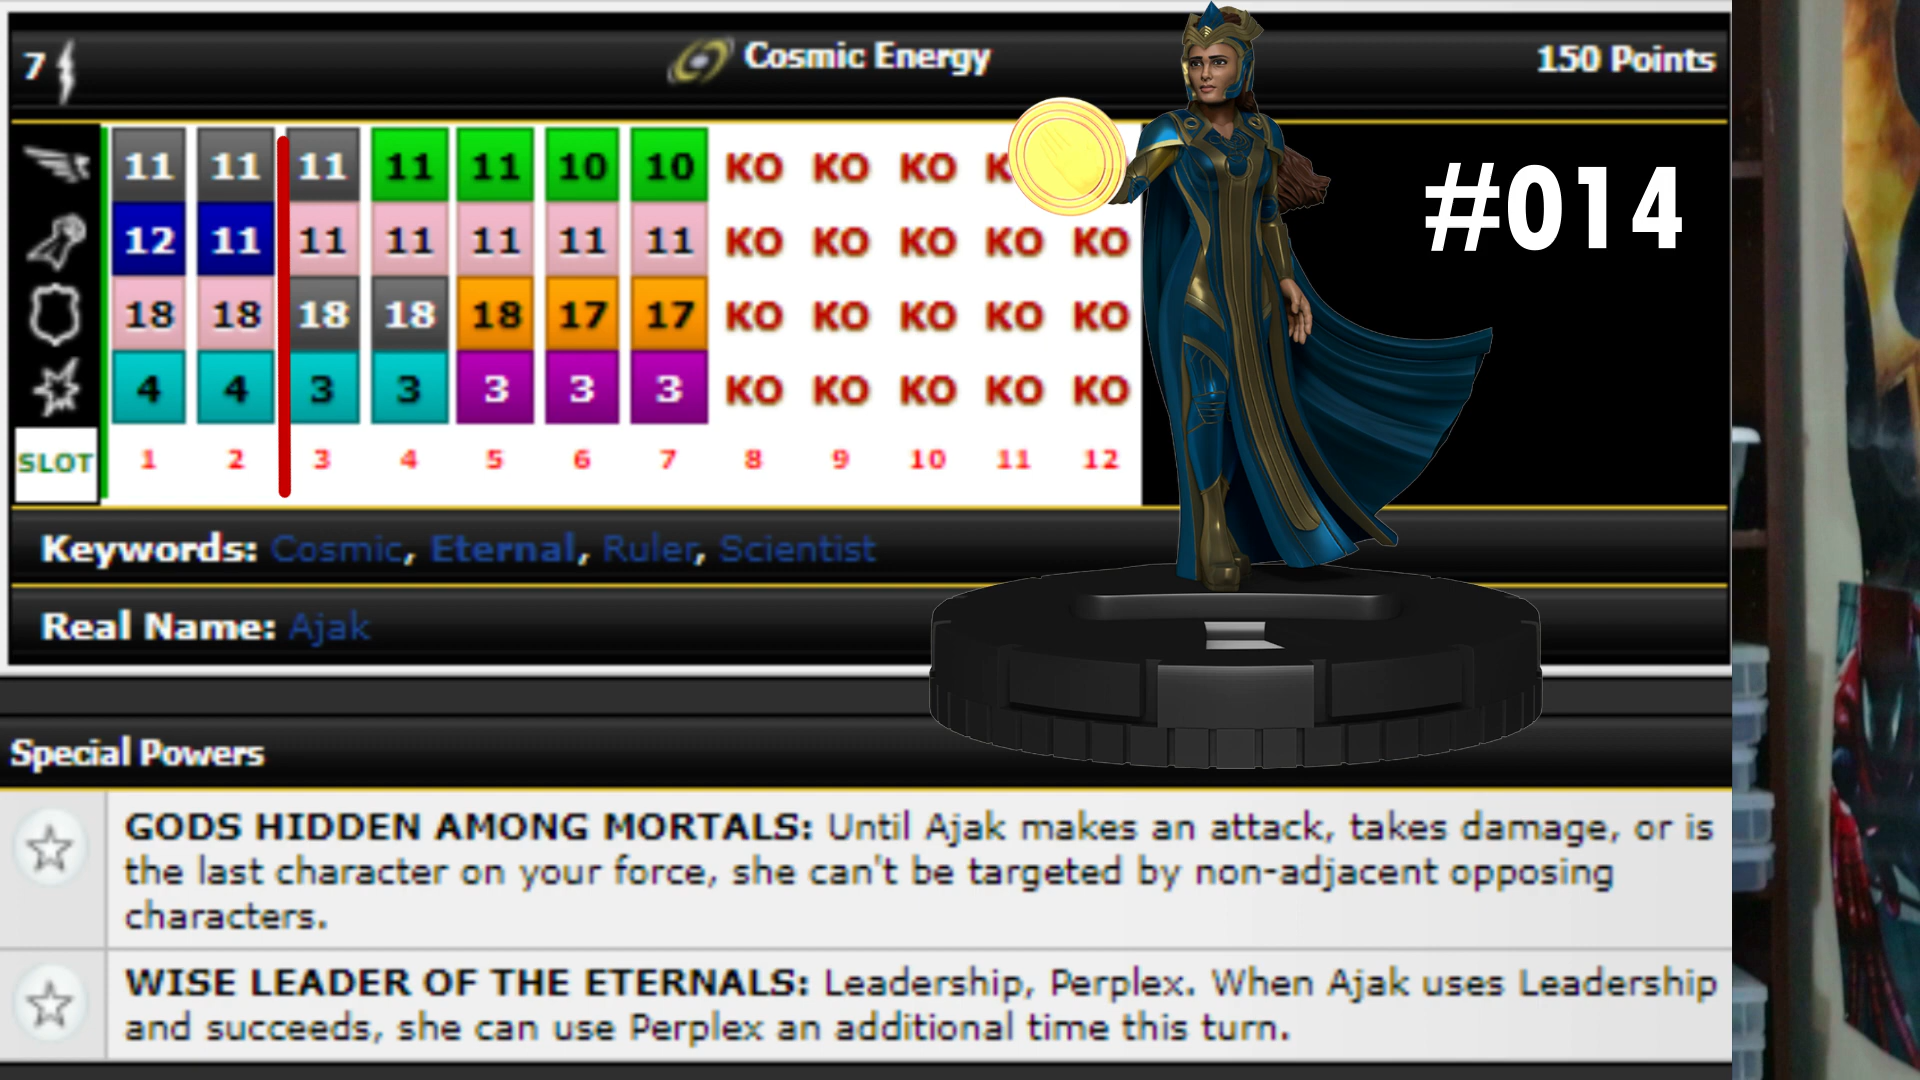 7 Cosmic Energy 150 Points
#014
11 11 11 11 11 10 10 KO KO KO K
12 11 11 11 11 11 11 KO KO KO KO KO
18 18 18 18 18 17 17 KO KO KO KO KO
4 4 3 3 3 3 3 KO KO KO KO KO
SLOT 1 2 3 4 5 6 7 8 9 10 11 12
Keywords: Cosmic, Eternal, Ruler, Scientist
Real Name: Ajak
Special Powers
GODS HIDDEN AMONG MORTALS: Until Ajak makes an attack, takes damage, or is
the last character on your force, she can't be targeted by non-adjacent opposing
characters.
WISE LEADER OF THE ETERNALS: Leadership, Perplex. When Ajak uses Leadership
and succeeds, she can use Perplex an additional time this turn.